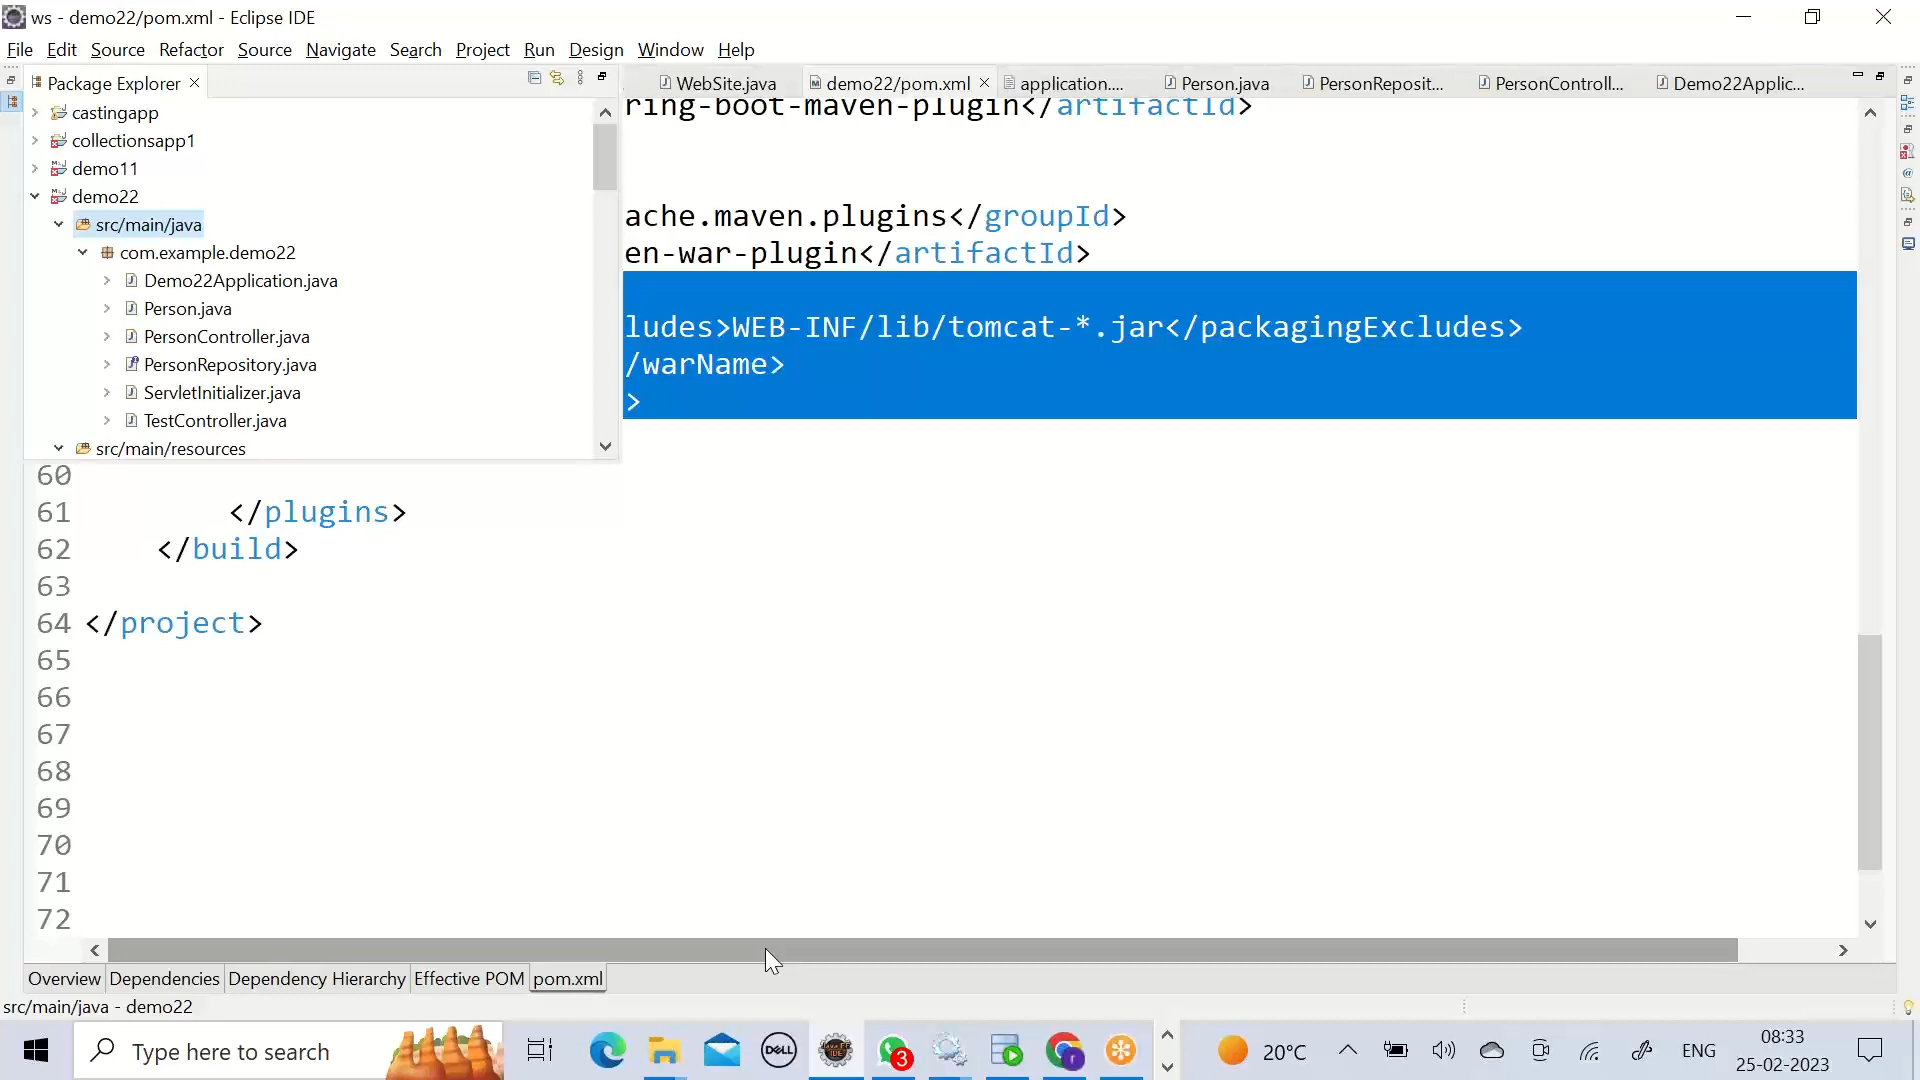 ws - demo22/pom.xml - Eclipse IDE
File Edit Source Refactor Source Navigate Search Project Run Design Window Help
Package Explorer
WebSite.java
demo22/pom.xml
application....
Person.java
PersonReposit...
PersonControll...
Demo22Applic...
castingapp
collectionsapp1
demo11
demo22
src/main/java
com.example.demo22
Demo22Application.java
Person.java
PersonController.java
PersonRepository.java
ServletInitializer.java
TestController.java
src/main/resources
ring-boot-maven-plugin</artifactId>
ache.maven.plugins</groupId>
en-war-plugin</artifactId>
ludes>WEB-INF/lib/tomcat-*.jar</packagingExcludes>
/warName>
>
60
61 </plugins>
62 </build>
63
64 </project>
65
66
67
68
69
70
71
72
Overview Dependencies Dependency Hierarchy Effective POM pom.xml
src/main/java - demo22
Type here to search
DELL
3
r
20°C
ENG
08:33
25-02-2023